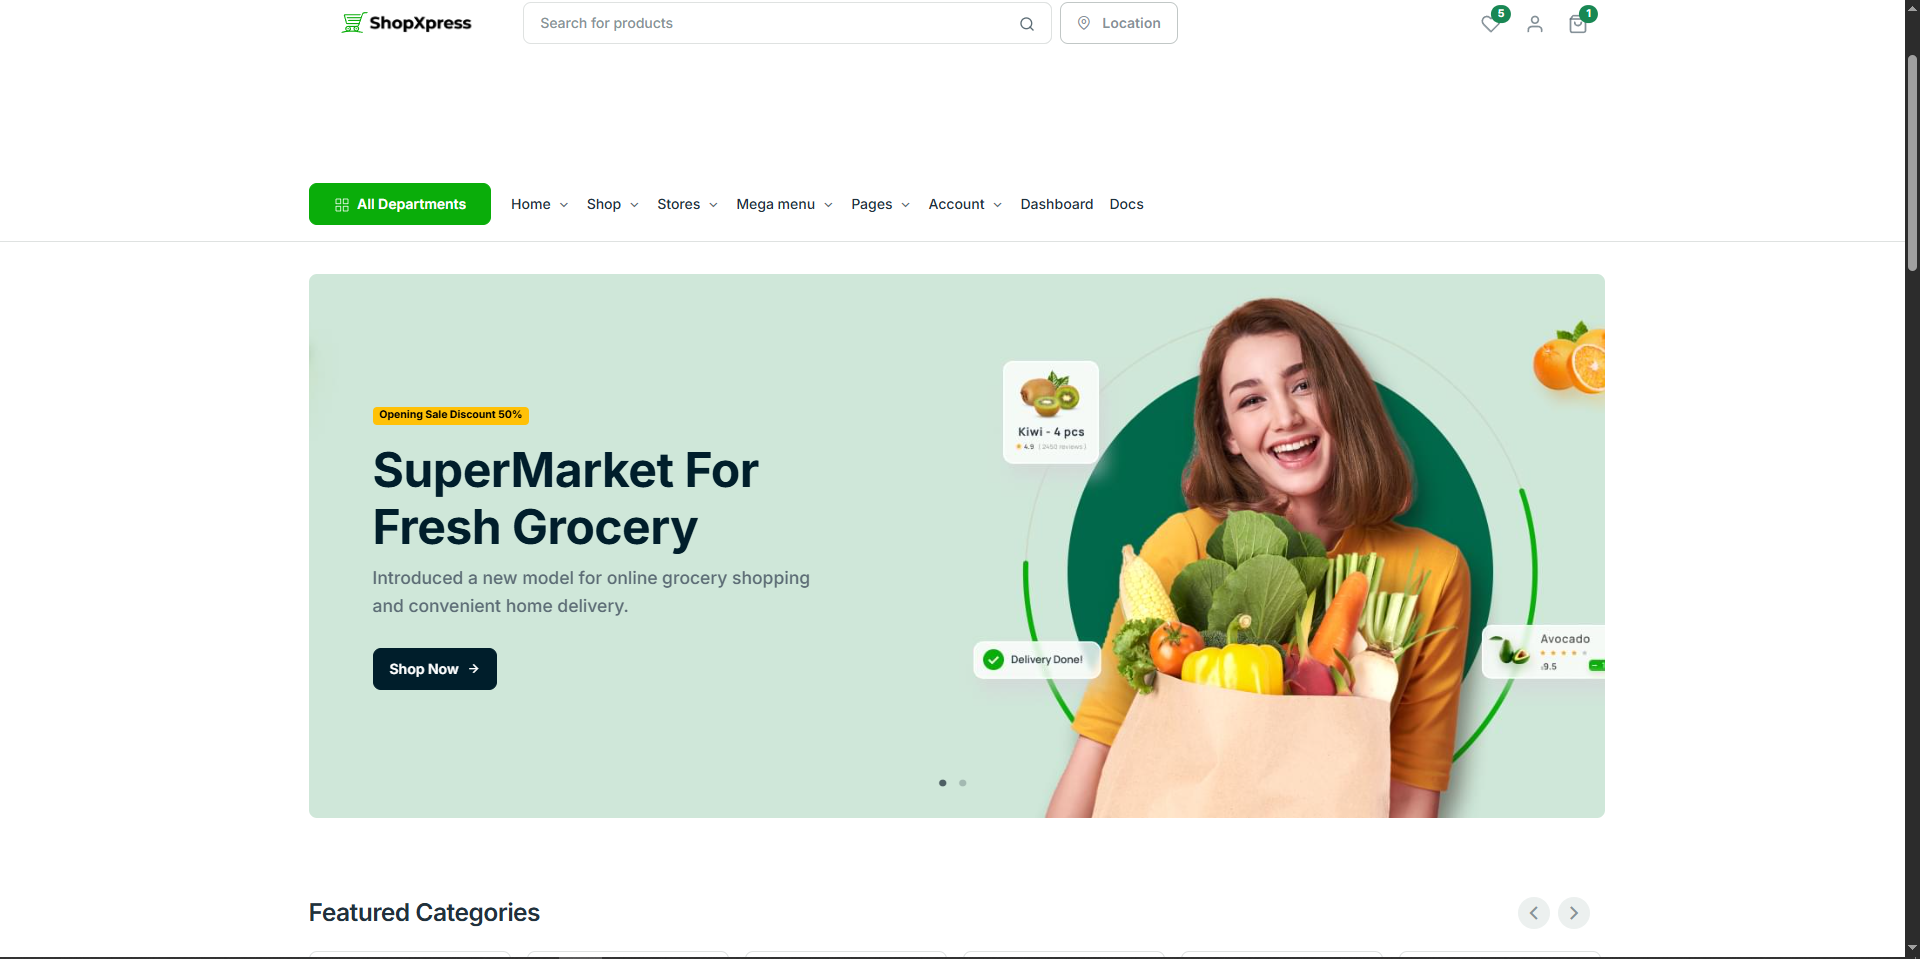 ShopXpress
Search for products
Location
5
1
All Departments
Home
Shop
Stores
Mega menu
Pages
Account
Dashboard
Docs
Opening Sale Discount 50%
SuperMarket For
Fresh Grocery
Introduced a new model for online grocery shopping
and convenient home delivery.
Shop Now
Kiwi - 4 pcs
4.9 (2450 reviews)
Delivery Done!
Avocado
9.5
Featured Categories